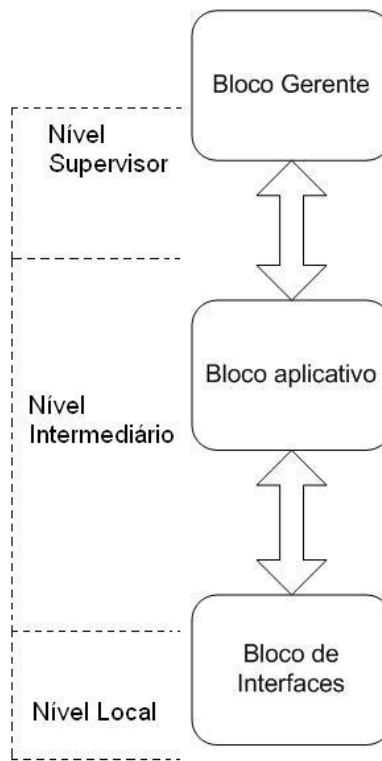 Bloco Gerente
Nível
Supervisor
Bloco aplicativo
Nível
Intermediário
Bloco de
Interfaces
Nível Local